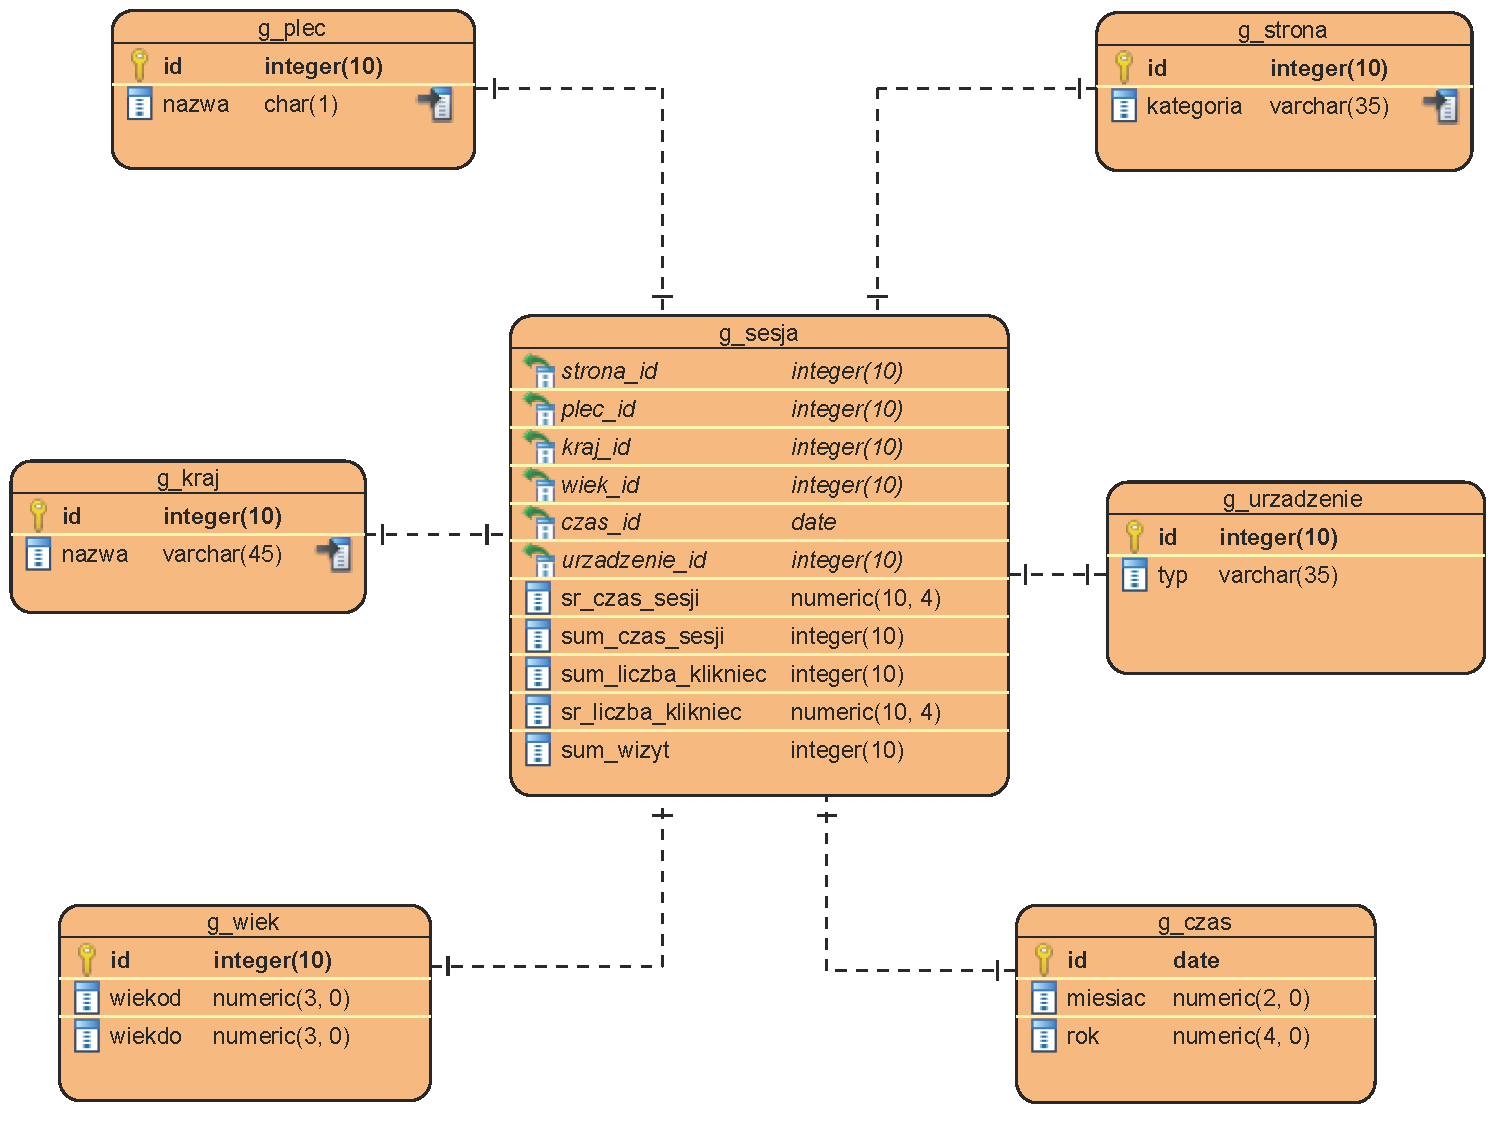 g_plec
id integer(10)
nazwa char(1)
g_strona
id integer(10)
kategoria varchar(35)
g_sesja
strona_id integer(10)
plec_id integer(10)
kraj_id integer(10)
wiek_id integer(10)
czas_id date
urzadzenie_id integer(10)
sr_czas_sesji numeric(10, 4)
sum_czas_sesji integer(10)
sum_liczba_klikniec integer(10)
sr_liczba_klikniec numeric(10, 4)
sum_wizyt integer(10)
g_kraj
id integer(10)
nazwa varchar(45)
g_urzadzenie
id integer(10)
typ varchar(35)
g_wiek
id integer(10)
wiekod numeric(3, 0)
wiekdo numeric(3, 0)
g_czas
id date
miesiac numeric(2, 0)
rok numeric(4, 0)